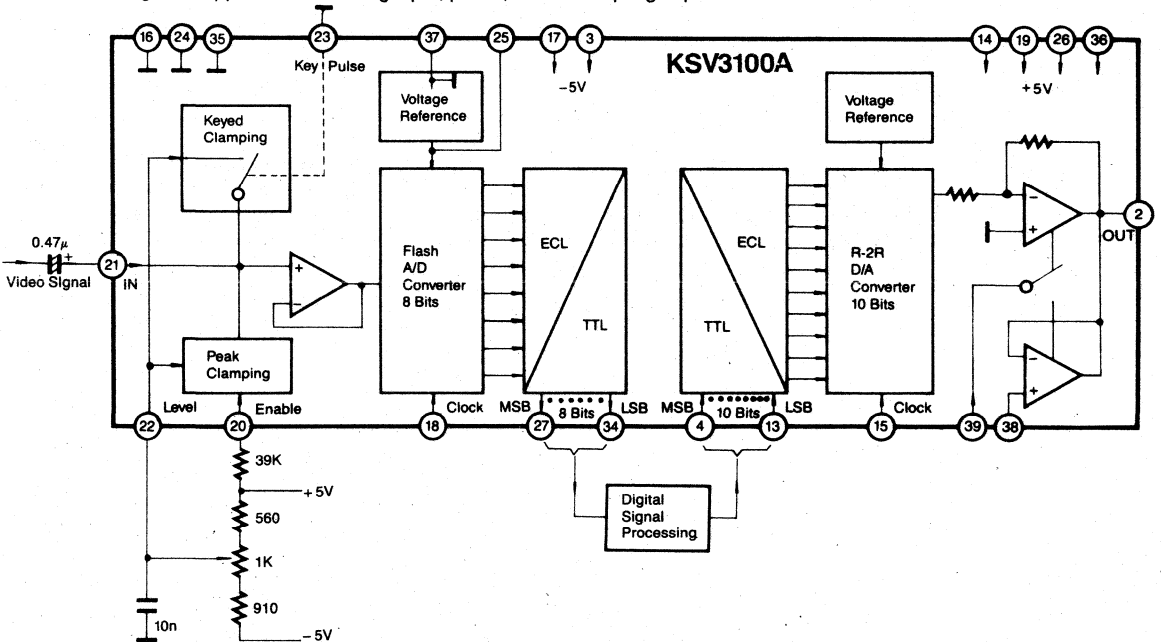 16 24 35 23 37 25 17 3 14 19 26 36
Key Pulse
-5V
KSV3100A
+5V
Keyed
Clamping
Voltage
Reference
Voltage
Reference
0.47μ
+
Video Signal
21
IN
+
−
Flash
A/D
Converter
8 Bits
ECL
TTL
ECL
TTL
R-2R
D/A
Converter
10 Bits
−
+
2
OUT
−
+
Peak
Clamping
Level
Enable
Clock
MSB
8 Bits
LSB
MSB
10 Bits
LSB
Clock
22 20 18 27 34 4 13 15 39 38
39K
+5V
560
1K
910
10n
-5V
Digital
Signal
Processing